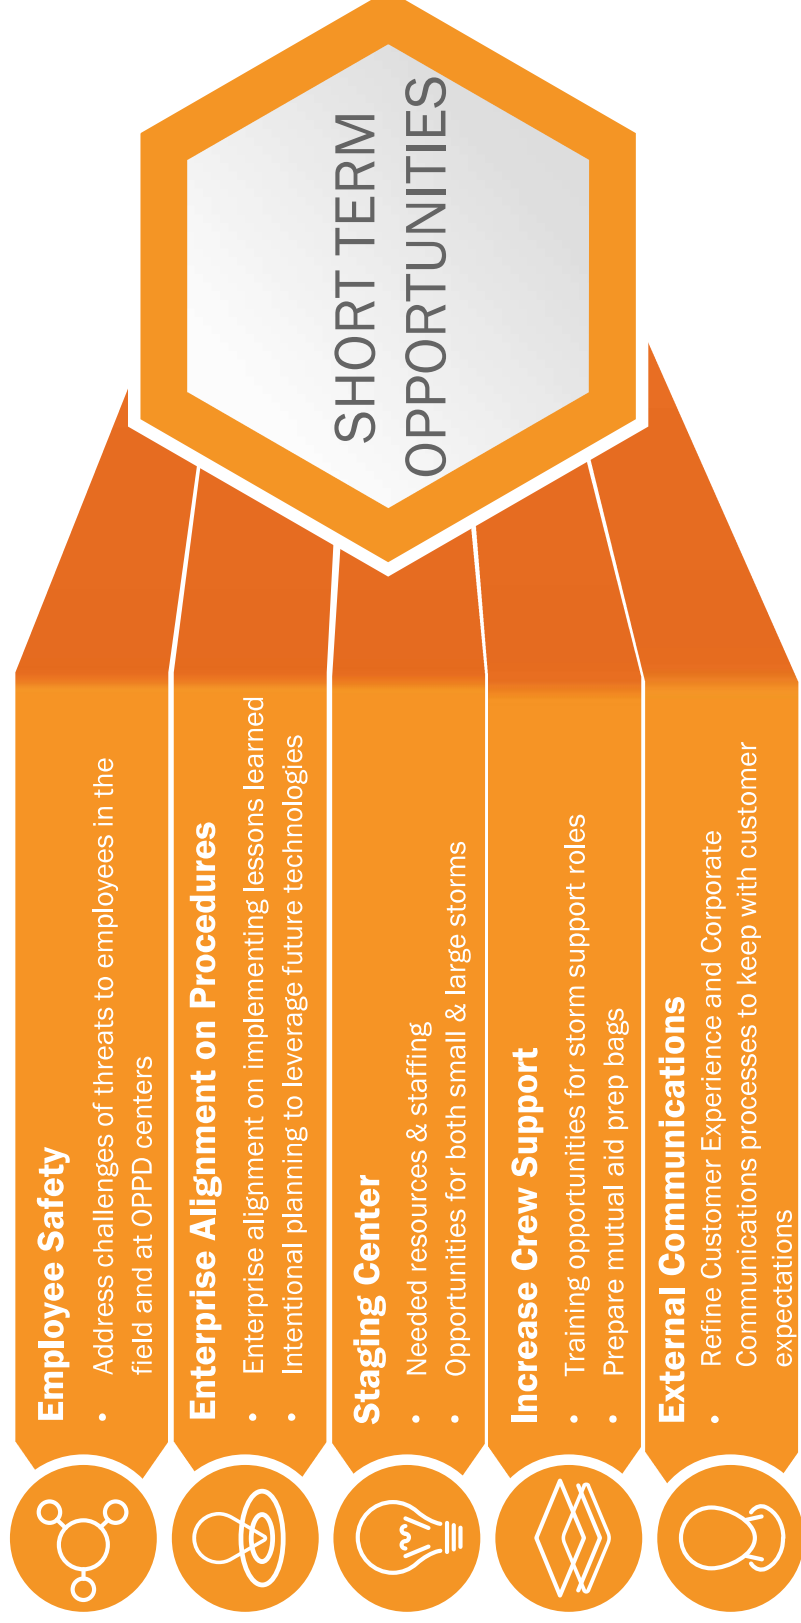 SHORT TERM
OPPORTUNITIES
Employee Safety
• Address challenges of threats to employees in the
field and at OPPD centers
Enterprise Alignment on Procedures
• Enterprise alignment on implementing lessons learned
• Intentional planning to leverage future technologies
Staging Center
• Needed resources & staffing
• Opportunities for both small & large storms
Increase Crew Support
• Training opportunities for storm support roles
• Prepare mutual aid prep bags
External Communications
• Refine Customer Experience and Corporate
Communications processes to keep with customer
expectations